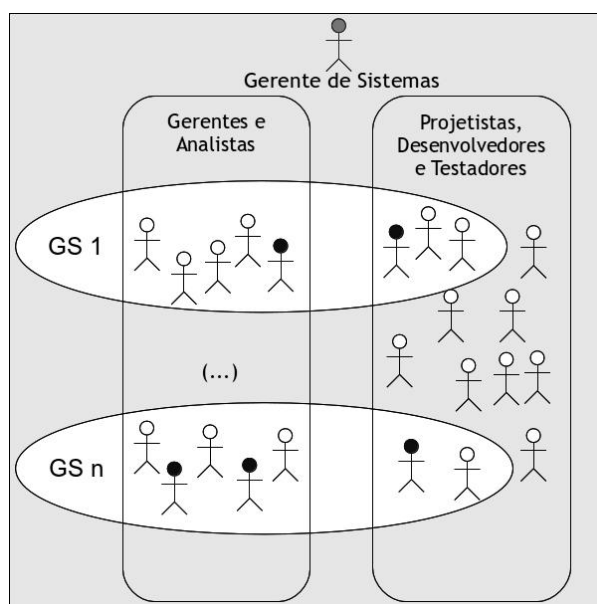 Gerente de Sistemas
Gerentes e
Analistas
Projetistas,
Desenvolvedores
e Testadores
GS 1
(...)
GS n